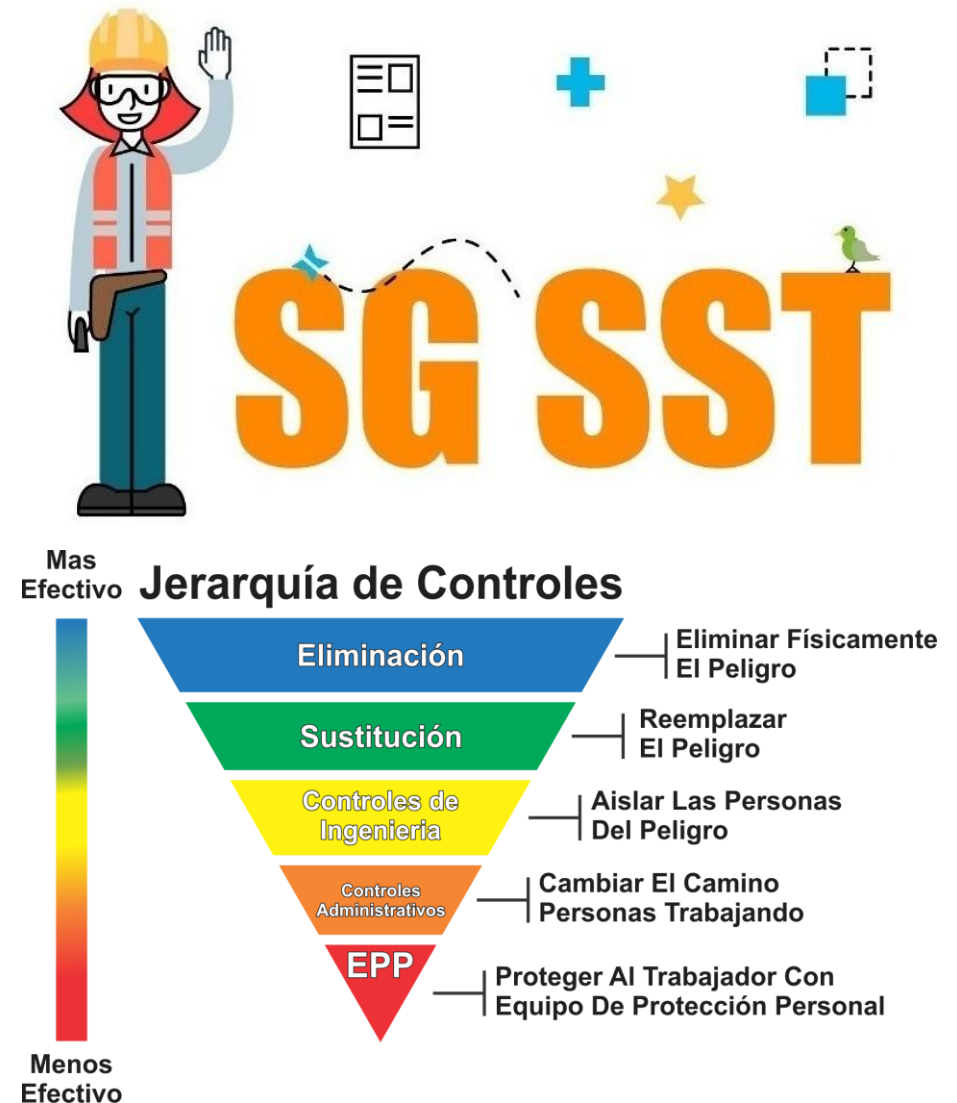 SG SST
Mas
Efectivo
Jerarquía de Controles
Eliminación
Eliminar Físicamente
El Peligro
Sustitución
Reemplazar
El Peligro
Controles de
Ingenieria
Aislar Las Personas
Del Peligro
Controles
Administrativos
Cambiar El Camino
Personas Trabajando
EPP
Proteger Al Trabajador Con
Equipo De Protección Personal
Menos
Efectivo